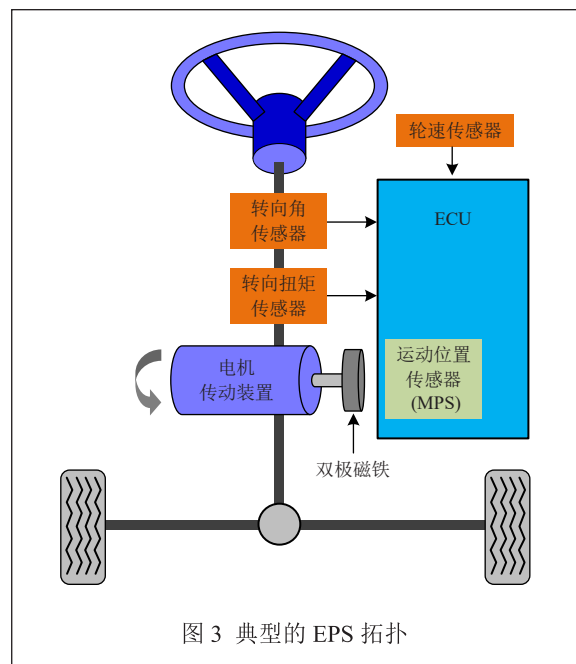 轮速传感器
ECU
转向角
传感器
转向扭矩
传感器
电机
传动装置
运动位置
传感器
(MPS)
双极磁铁
图 3 典型的 EPS 拓扑